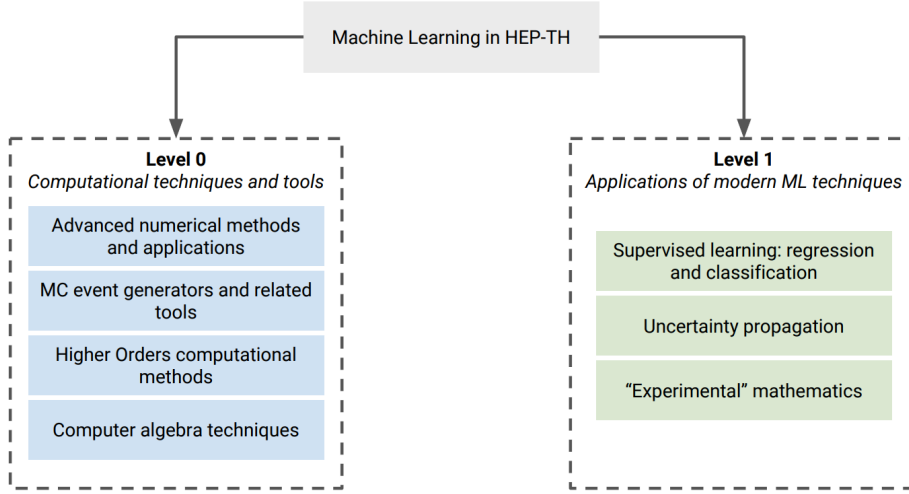 Machine Learning in HEP-TH
Level 0
Computational techniques and tools
Advanced numerical methods
and applications
MC event generators and related
tools
Higher Orders computational
methods
Computer algebra techniques
Level 1
Applications of modern ML techniques
Supervised learning: regression
and classification
Uncertainty propagation
“Experimental” mathematics